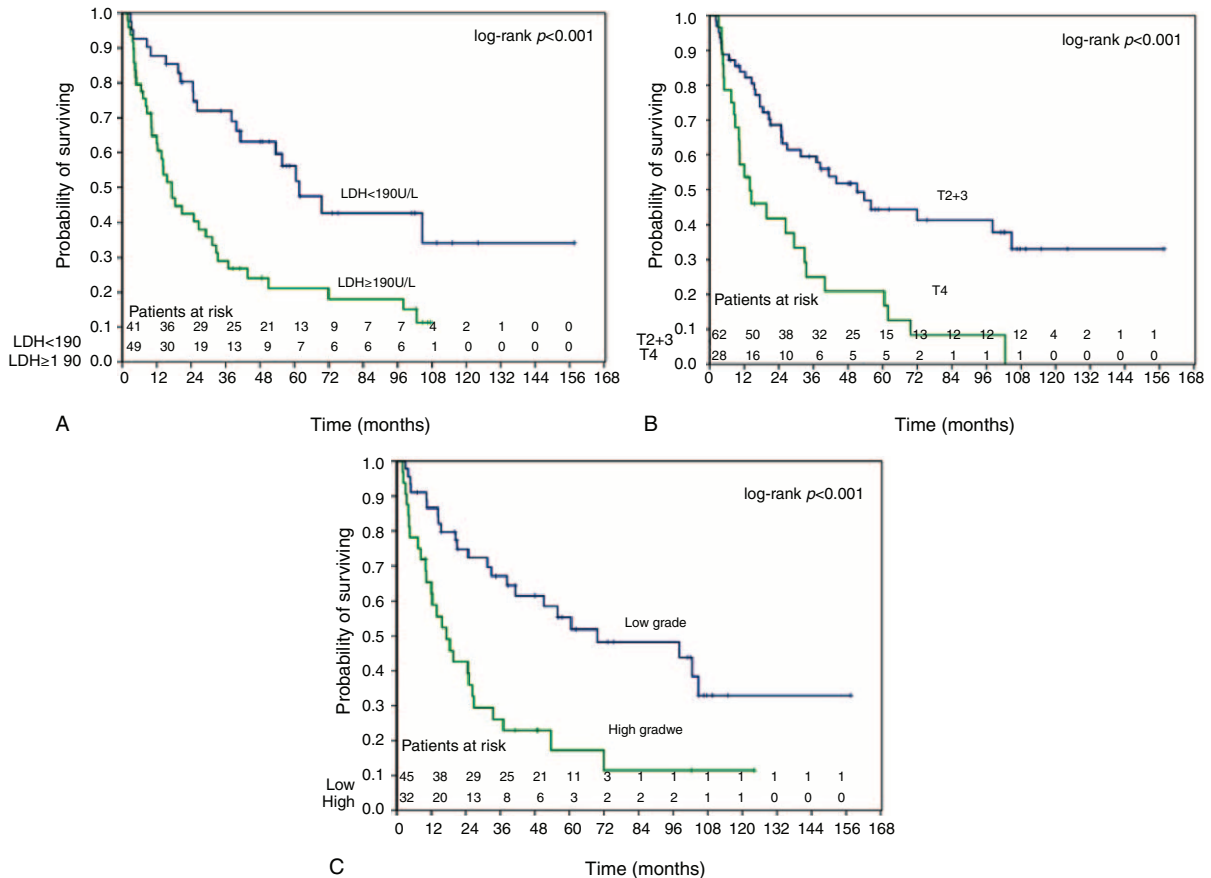 log-rank p<0.001
Probability of surviving
1.0
0.9
0.8
0.7
0.6
0.5
0.4
0.3
0.2
0.1
0.0
LDH<190U/L
LDH≥190U/L
Patients at risk
LDH<190 41 36 29 25 21 13 9 7 7 4 2 1 0 0
LDH≥1 90 49 30 19 13 9 7 6 6 6 1 0 0 0 0
0 12 24 36 48 60 72 84 96 108 120 132 144 156 168
A Time (months)
log-rank p<0.001
Probability of surviving
1.0
0.9
0.8
0.7
0.6
0.5
0.4
0.3
0.2
0.1
0.0
T2+3
T4
Patients at risk
T2+3 62 50 38 32 25 15 13 12 12 12 4 2 1 1
T4 28 16 10 6 5 5 2 1 1 1 0 0 0 0
0 12 24 36 48 60 72 84 96 108 120 132 144 156 168
B Time (months)
log-rank p<0.001
Probability of surviving
1.0
0.9
0.8
0.7
0.6
0.5
0.4
0.3
0.2
0.1
0.0
Low grade
High gradwe
Patients at risk
Low 45 38 29 25 21 11 3 1 1 1 1 1 1 1
High 32 20 13 8 6 3 2 2 2 1 1 0 0 0
0 12 24 36 48 60 72 84 96 108 120 132 144 156 168
C Time (months)